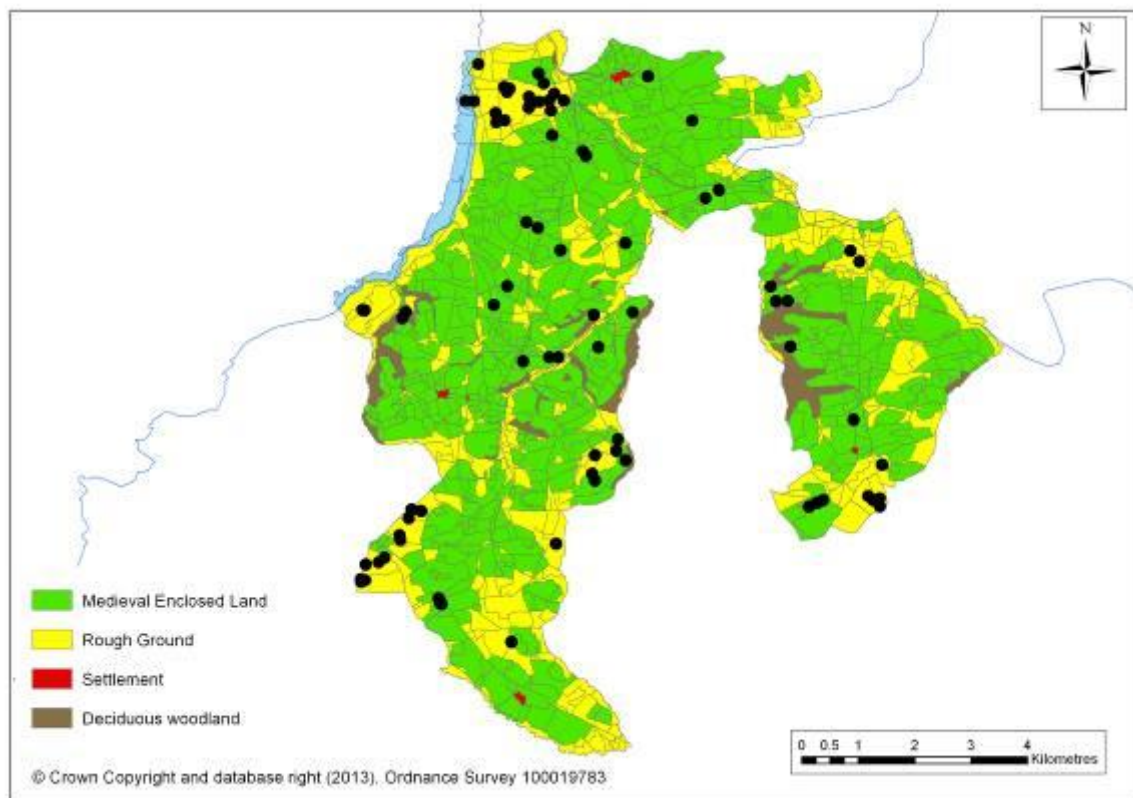 N
Medieval Enclosed Land
Rough Ground
Settlement
Deciduous woodland
0 0.5 1 2 3 4
Kilometres
© Crown Copyright and database right (2013). Ordnance Survey 100019783